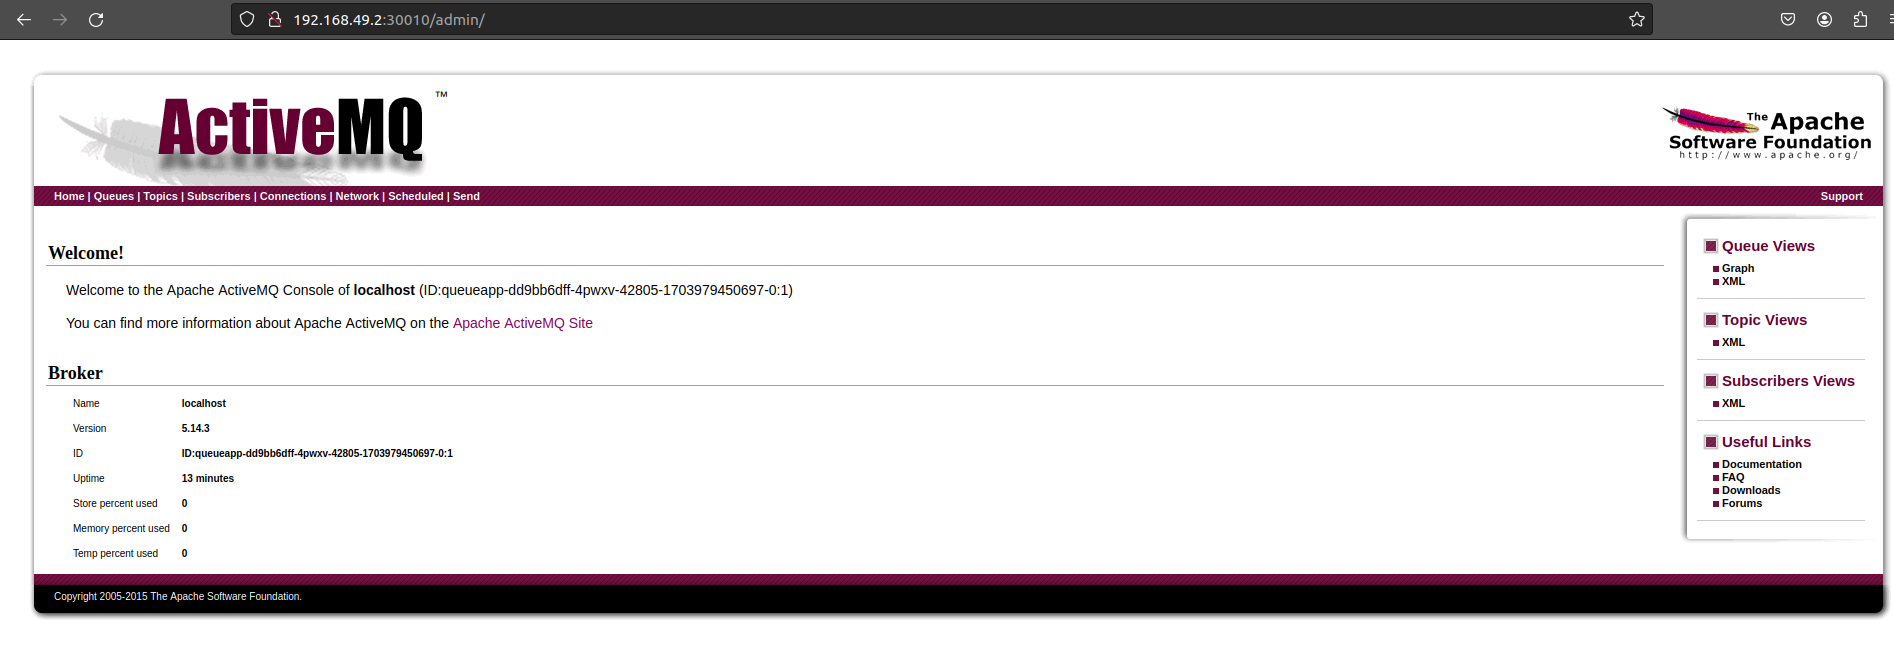 192.168.49.2:30010/admin/
ActiveMQ ™
The Apache
Software Foundation
http://www.apache.org/
Home | Queues | Topics | Subscribers | Connections | Network | Scheduled | Send
Support
Welcome!
Welcome to the Apache ActiveMQ Console of localhost (ID:queueapp-dd9bb6dff-4pwxv-42805-1703979450697-0:1)
You can find more information about Apache ActiveMQ on the Apache ActiveMQ Site
Broker
Name localhost
Version 5.14.3
ID ID:queueapp-dd9bb6dff-4pwxv-42805-1703979450697-0:1
Uptime 13 minutes
Store percent used 0
Memory percent used 0
Temp percent used 0
Queue Views
Graph
XML
Topic Views
XML
Subscribers Views
XML
Useful Links
Documentation
FAQ
Downloads
Forums
Copyright 2005-2015 The Apache Software Foundation.